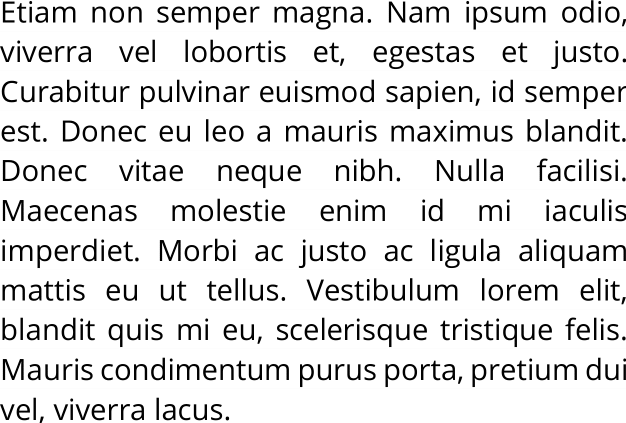 Etiam non semper magna. Nam ipsum odio,
viverra vel lobortis et, egestas et justo.
Curabitur pulvinar euismod sapien, id semper
est. Donec eu leo a mauris maximus blandit.
Donec vitae neque nibh. Nulla facilisi.
Maecenas molestie enim id mi iaculis
imperdiet. Morbi ac justo ac ligula aliquam
mattis eu ut tellus. Vestibulum lorem elit,
blandit quis mi eu, scelerisque tristique felis.
Mauris condimentum purus porta, pretium dui
vel, viverra lacus.